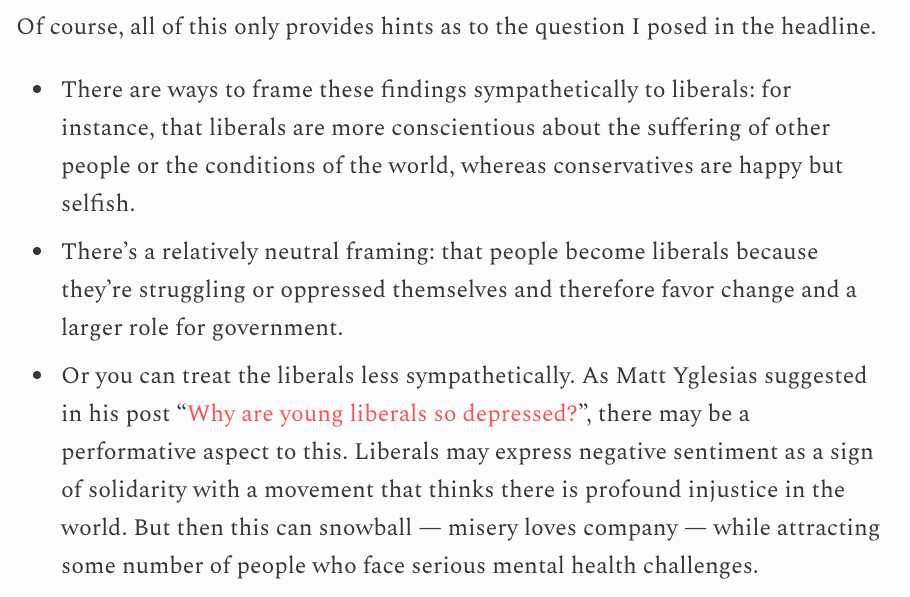 Of course, all of this only provides hints as to the question I posed in the headline.
• There are ways to frame these findings sympathetically to liberals: for
instance, that liberals are more conscientious about the suffering of other
people or the conditions of the world, whereas conservatives are happy but
selfish.
• There’s a relatively neutral framing: that people become liberals because
they’re struggling or oppressed themselves and therefore favor change and a
larger role for government.
• Or you can treat the liberals less sympathetically. As Matt Yglesias suggested
in his post “Why are young liberals so depressed?”, there may be a
performative aspect to this. Liberals may express negative sentiment as a sign
of solidarity with a movement that thinks there is profound injustice in the
world. But then this can snowball — misery loves company — while attracting
some number of people who face serious mental health challenges.